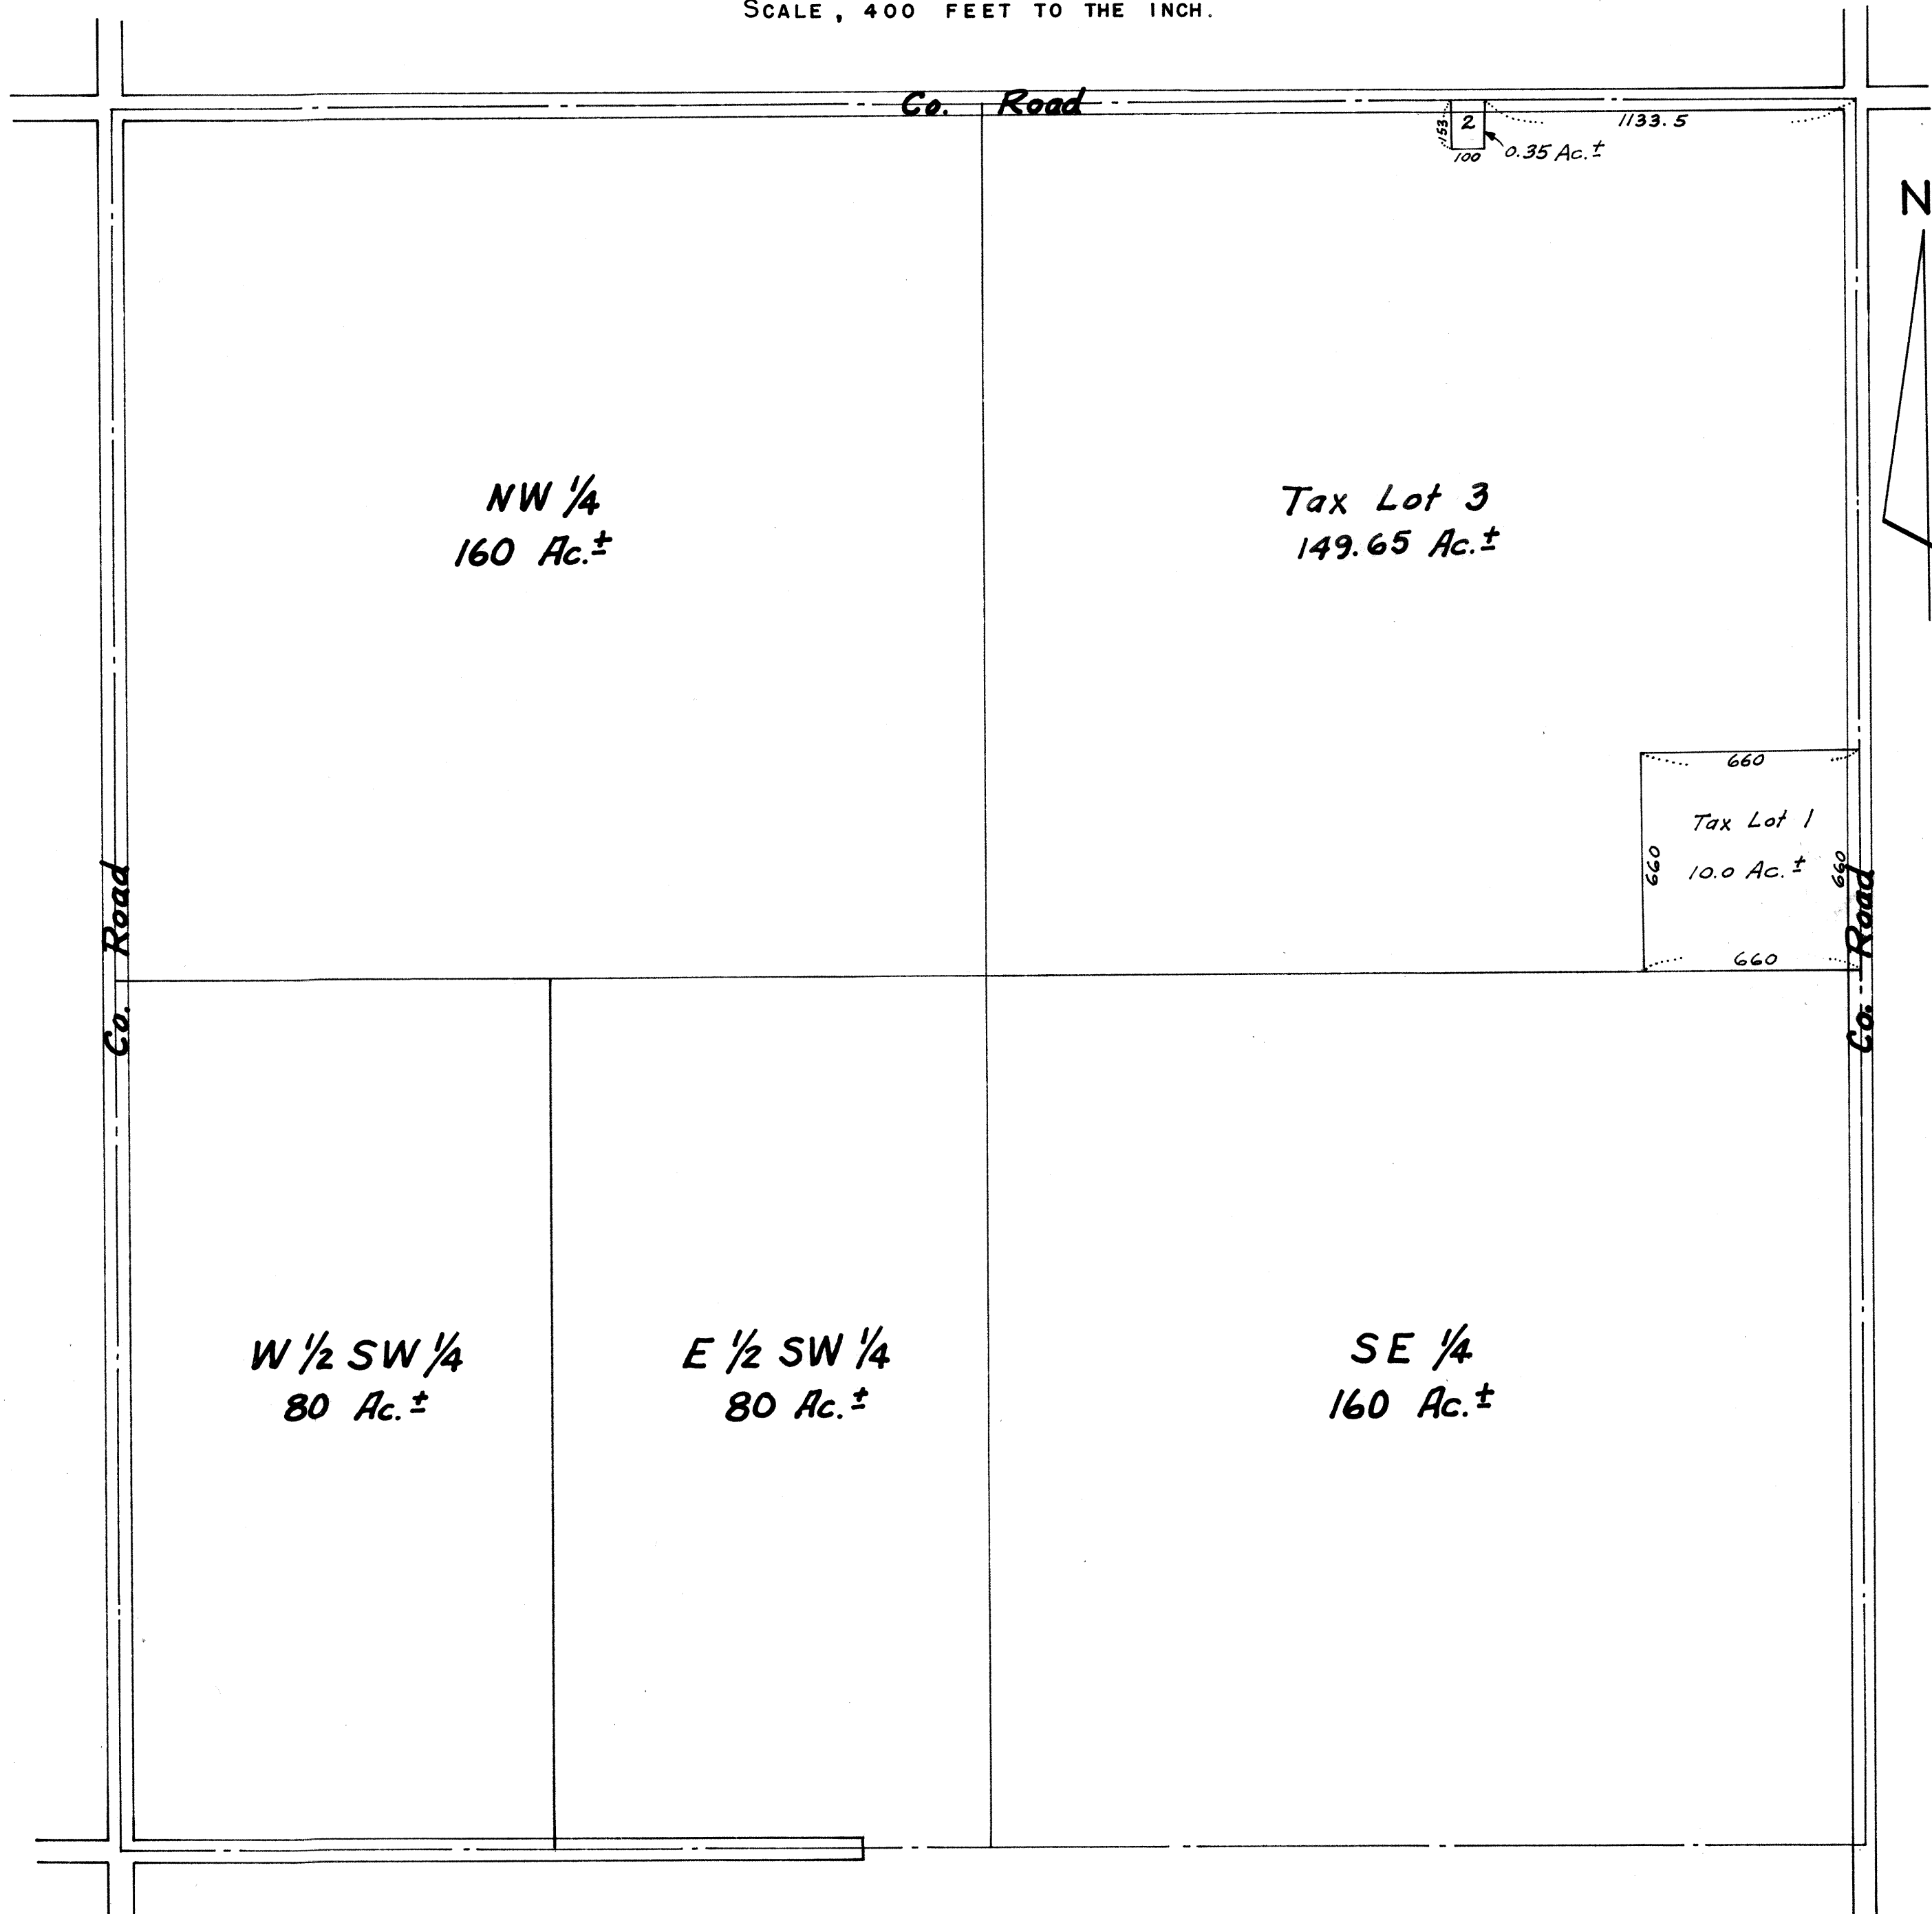 SCALE, 400 FEET TO THE INCH.
Co. Road
153
2
100
0.35 Ac.±
1133.5
N
NW 1/4
160 Ac.±
Tax Lot 3
149.65 Ac.±
660
Tax Lot 1
10.0 Ac.±
660
660
660
Co. Road
Co. Road
W 1/2 SW 1/4
80 Ac.±
E 1/2 SW 1/4
80 Ac.±
SE 1/4
160 Ac.±